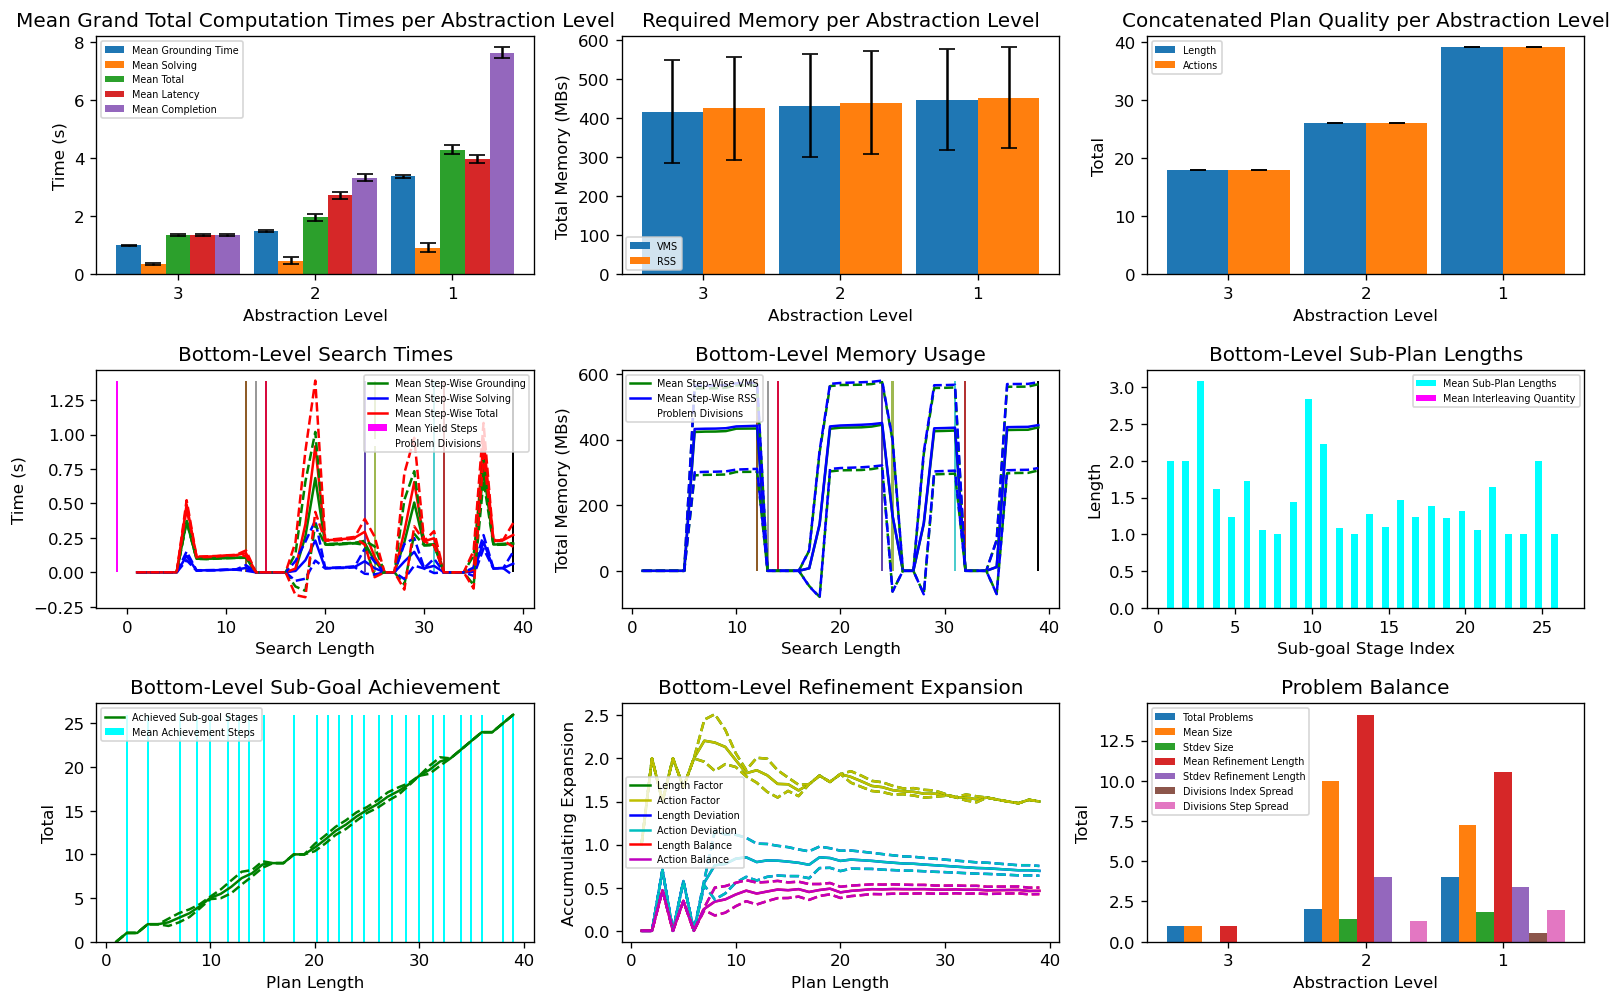 Mean Grand Total Computation Times per Abstraction Level
Time (s)
8
6
4
2
0
Mean Grounding Time
Mean Solving
Mean Total
Mean Latency
Mean Completion
3 2 1
Abstraction Level
Required Memory per Abstraction Level
Total Memory (MBs)
600
500
400
300
200
100
0
VMS
RSS
3 2 1
Abstraction Level
Concatenated Plan Quality per Abstraction Level
Total
40
30
20
10
0
Length
Actions
3 2 1
Abstraction Level
Bottom-Level Search Times
Time (s)
1.25
1.00
0.75
0.50
0.25
0.00
−0.25
Mean Step-Wise Grounding
Mean Step-Wise Solving
Mean Step-Wise Total
Mean Yield Steps
Problem Divisions
0 10 20 30 40
Search Length
Bottom-Level Memory Usage
Total Memory (MBs)
600
400
200
0
Mean Step-Wise VMS
Mean Step-Wise RSS
Problem Divisions
0 10 20 30 40
Search Length
Bottom-Level Sub-Plan Lengths
Length
3.0
2.5
2.0
1.5
1.0
0.5
0.0
Mean Sub-Plan Lengths
Mean Interleaving Quantity
0 5 10 15 20 25
Sub-goal Stage Index
Bottom-Level Sub-Goal Achievement
Total
25
20
15
10
5
0
Achieved Sub-goal Stages
Mean Achievement Steps
0 10 20 30 40
Plan Length
Bottom-Level Refinement Expansion
Accumulating Expansion
2.5
2.0
1.5
1.0
0.5
0.0
Length Factor
Action Factor
Length Deviation
Action Deviation
Length Balance
Action Balance
0 10 20 30 40
Plan Length
Problem Balance
Total
12.5
10.0
7.5
5.0
2.5
0.0
Total Problems
Mean Size
Stdev Size
Mean Refinement Length
Stdev Refinement Length
Divisions Index Spread
Divisions Step Spread
3 2 1
Abstraction Level